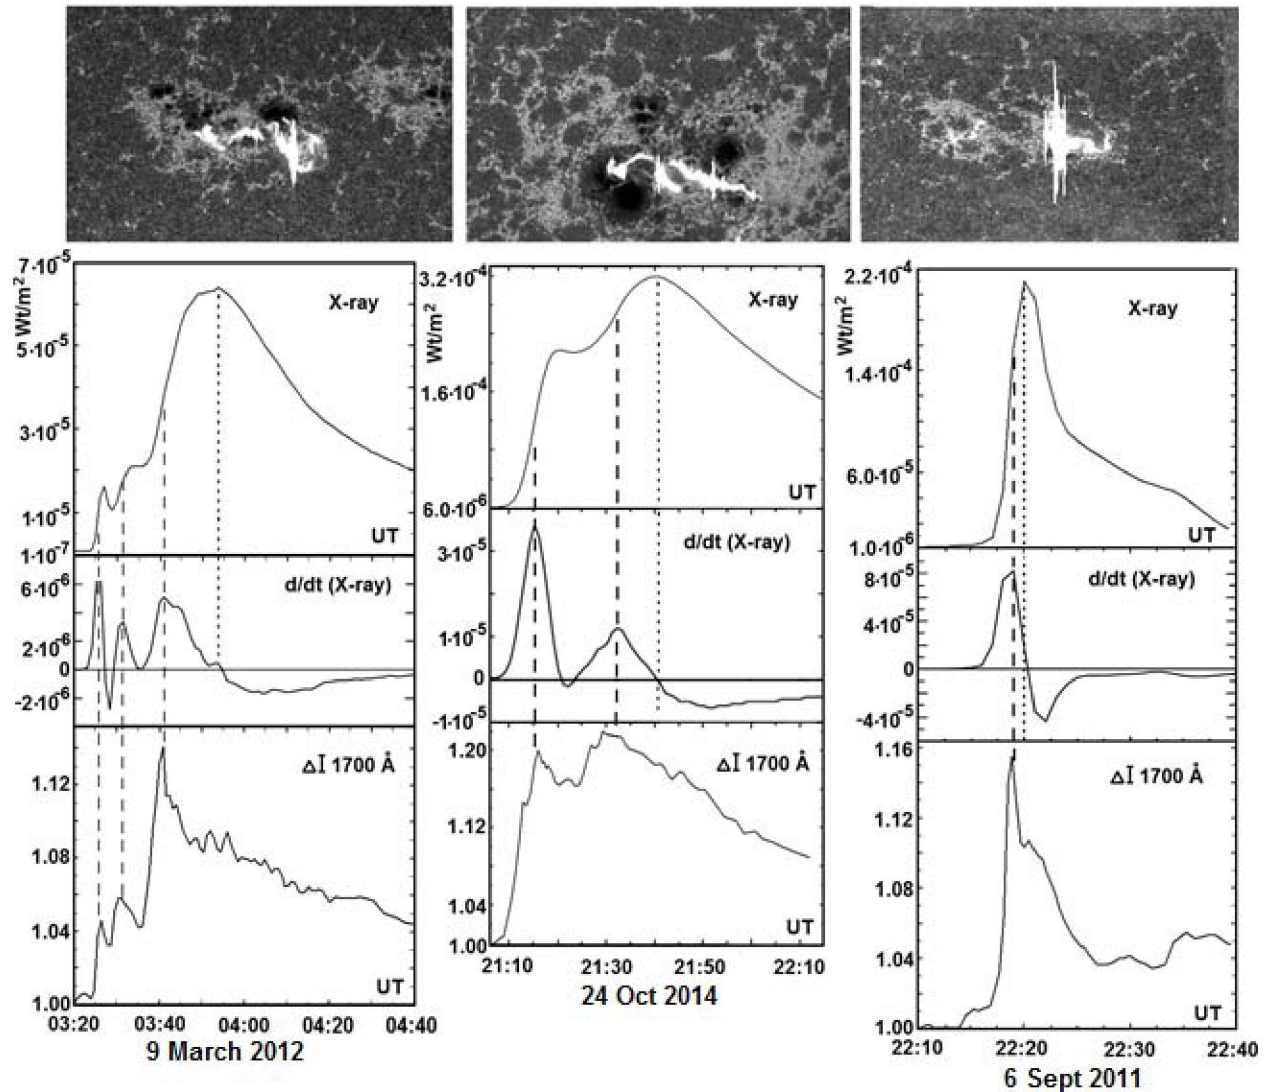 7·10⁻⁵
5·10⁻⁵
3·10⁻⁵
1·10⁻⁵
1·10⁻⁷
Wt/m²
X-ray
UT
6·10⁻⁶
2·10⁻⁶
0
-2·10⁻⁶
d/dt (X-ray)
1.12
1.08
1.04
1.00
ΔI 1700 Å
UT
03:20 03:40 04:00 04:20 04:40
9 March 2012
3.2·10⁻⁴
1.6·10⁻⁴
6.0·10⁻⁶
Wt/m²
X-ray
UT
3·10⁻⁵
1·10⁻⁵
0
-1·10⁻⁵
d/dt (X-ray)
1.20
1.12
1.04
1.00
ΔI 1700 Å
UT
21:10 21:30 21:50 22:10
24 Oct 2014
2.2·10⁻⁴
1.4·10⁻⁴
6.0·10⁻⁵
1.0·10⁻⁶
Wt/m²
X-ray
UT
8·10⁻⁵
4·10⁻⁵
0
-4·10⁻⁵
d/dt (X-ray)
1.16
1.12
1.08
1.04
1.00
ΔI 1700 Å
UT
22:10 22:20 22:30 22:40
6 Sept 2011